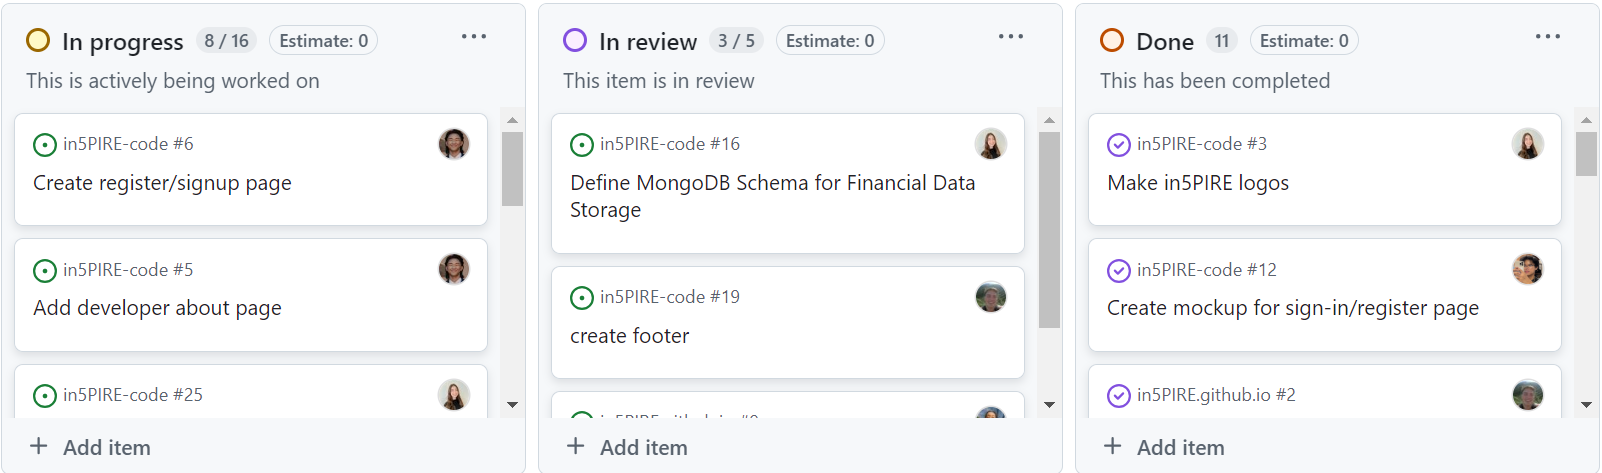 In progress 8 / 16 Estimate: 0
This is actively being worked on
in5PIRE-code #6
Create register/signup page
in5PIRE-code #5
Add developer about page
in5PIRE-code #25
Add item
In review 3 / 5 Estimate: 0
This item is in review
in5PIRE-code #16
Define MongoDB Schema for Financial Data
Storage
in5PIRE-code #19
create footer
Add item
Done 11 Estimate: 0
This has been completed
in5PIRE-code #3
Make in5PIRE logos
in5PIRE-code #12
Create mockup for sign-in/register page
in5PIRE.github.io #2
Add item